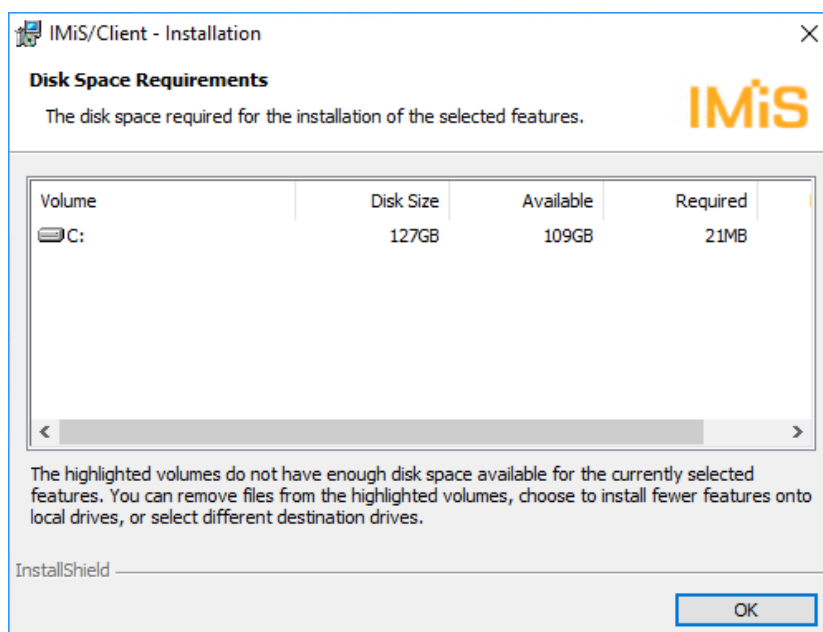 IMiS/Client - Installation
Disk Space Requirements
The disk space required for the installation of the selected features.
IMiS
Volume Disk Size Available Required
C: 127GB 109GB 21MB
The highlighted volumes do not have enough disk space available for the currently selected
features. You can remove files from the highlighted volumes, choose to install fewer features onto
local drives, or select different destination drives.
InstallShield
OK